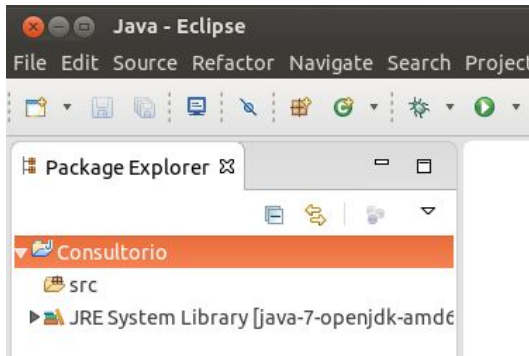 Java - Eclipse
File Edit Source Refactor Navigate Search Project
Package Explorer
Consultorio
src
JRE System Library [java-7-openjdk-amd6